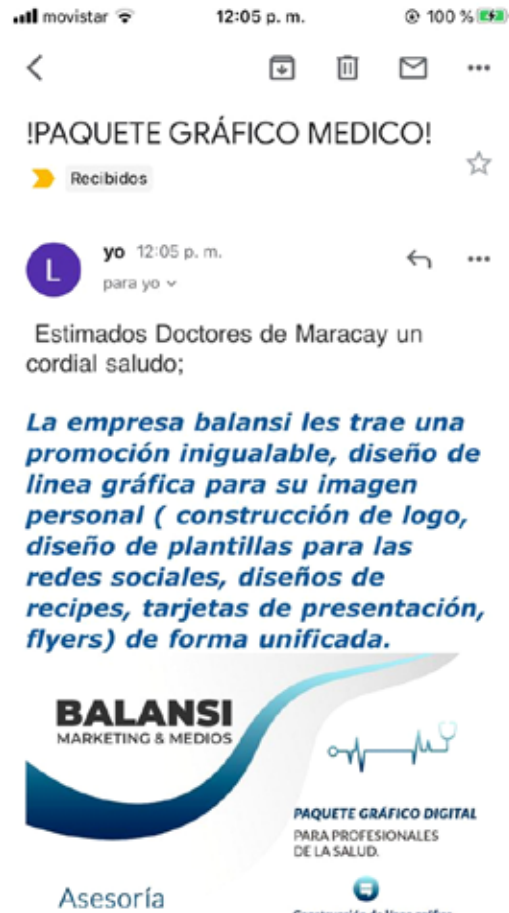 movistar 12:05 p. m. 100 %
!PAQUETE GRÁFICO MEDICO!
Recibidos
L
yo 12:05 p. m.
para yo
Estimados Doctores de Maracay un
cordial saludo;
La empresa balansi les trae una
promoción inigualable, diseño de
linea gráfica para su imagen
personal ( construcción de logo,
diseño de plantillas para las
redes sociales, diseños de
recipes, tarjetas de presentación,
flyers) de forma unificada.
BALANSI
MARKETING & MEDIOS
PAQUETE GRÁFICO DIGITAL
PARA PROFESIONALES
DE LA SALUD.
Asesoría